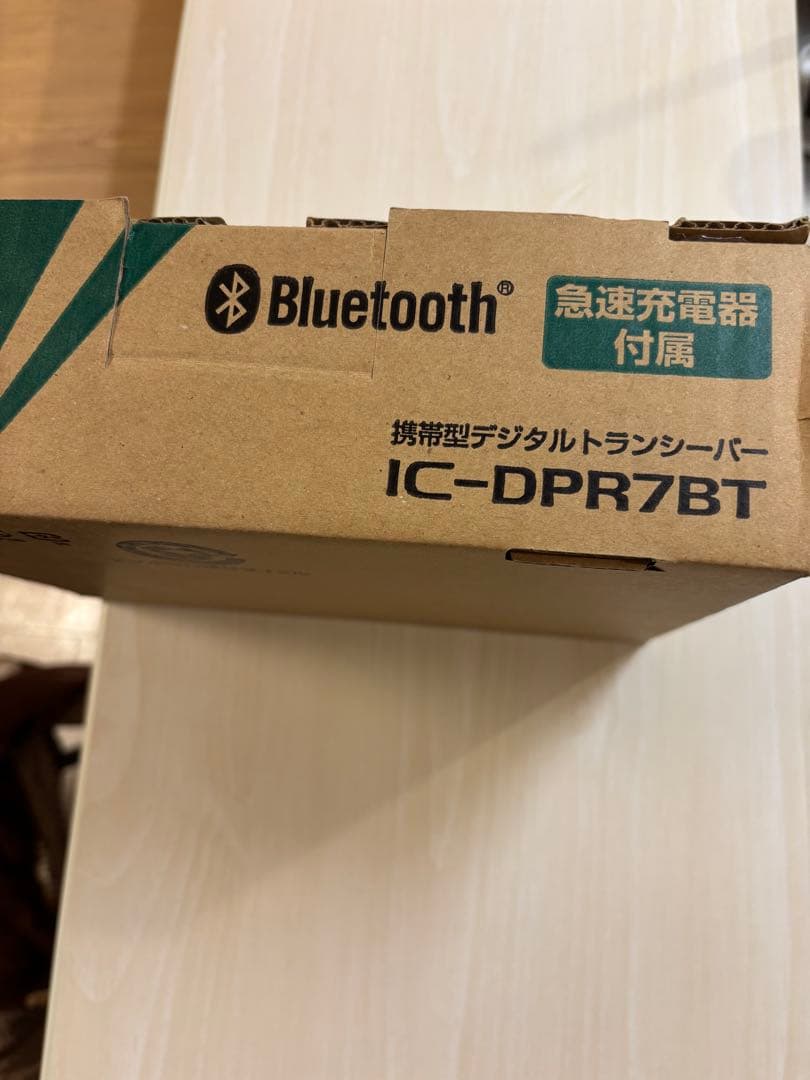 Bluetooth®
急速充電器
付属
携帯型デジタルトランシーバー
IC-DPR7BT